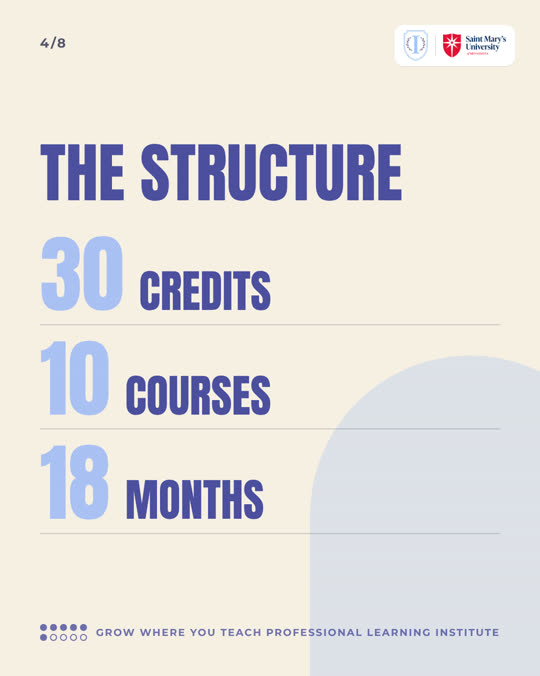 4/8
Saint Mary's
University
THE STRUCTURE
30 CREDITS
10 COURSES
18 MONTHS
GROW WHERE YOU TEACH PROFESSIONAL LEARNING INSTITUTE